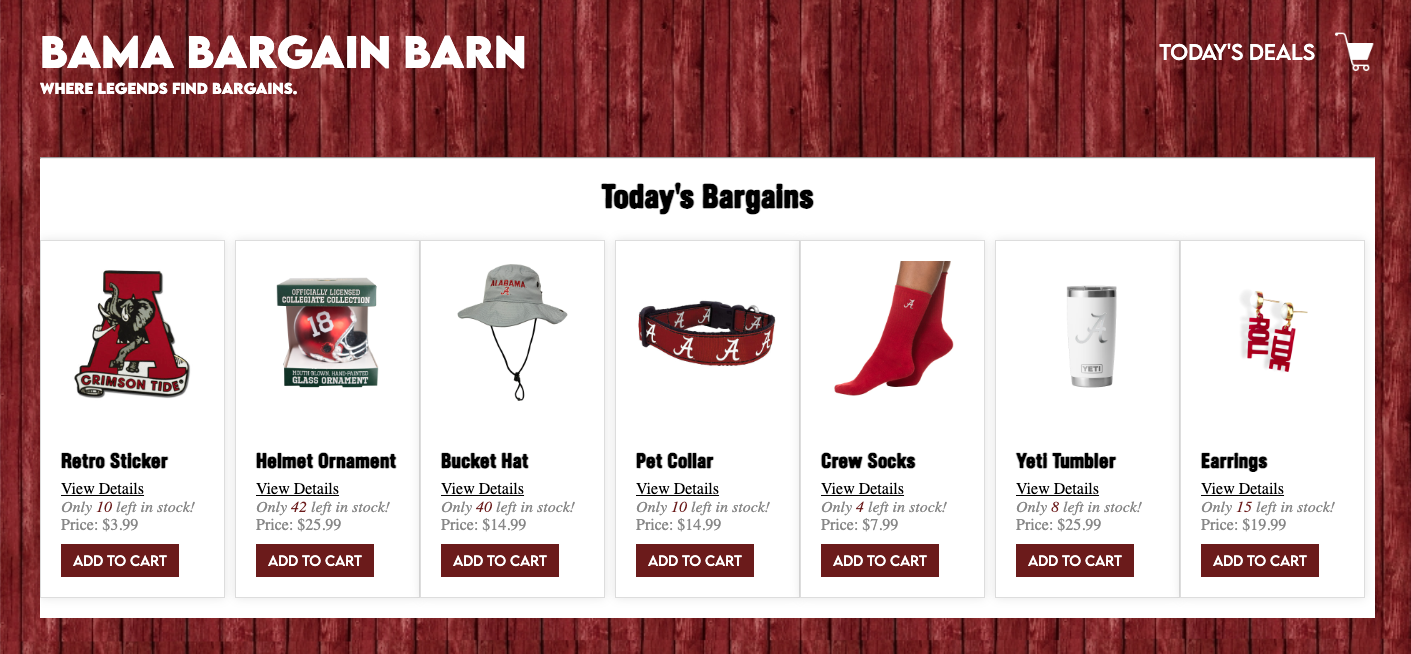 BAMA BARGAIN BARN
WHERE LEGENDS FIND BARGAINS.
TODAY'S DEALS
Today's Bargains
CRIMSON TIDE
Retro Sticker
View Details
Only 10 left in stock!
Price: $3.99
ADD TO CART
OFFICIALLY LICENSED
COLLEGIATE COLLECTION
18
MOUTH BLOWN, HAND-PAINTED
GLASS ORNAMENT
Helmet Ornament
View Details
Only 42 left in stock!
Price: $25.99
ADD TO CART
ALABAMA
A
Bucket Hat
View Details
Only 40 left in stock!
Price: $14.99
ADD TO CART
A A A A A A
Pet Collar
View Details
Only 10 left in stock!
Price: $14.99
ADD TO CART
A
Crew Socks
View Details
Only 4 left in stock!
Price: $7.99
ADD TO CART
A
YETI
Yeti Tumbler
View Details
Only 8 left in stock!
Price: $25.99
ADD TO CART
ROLL
TIDE
Earrings
View Details
Only 15 left in stock!
Price: $19.99
ADD TO CART